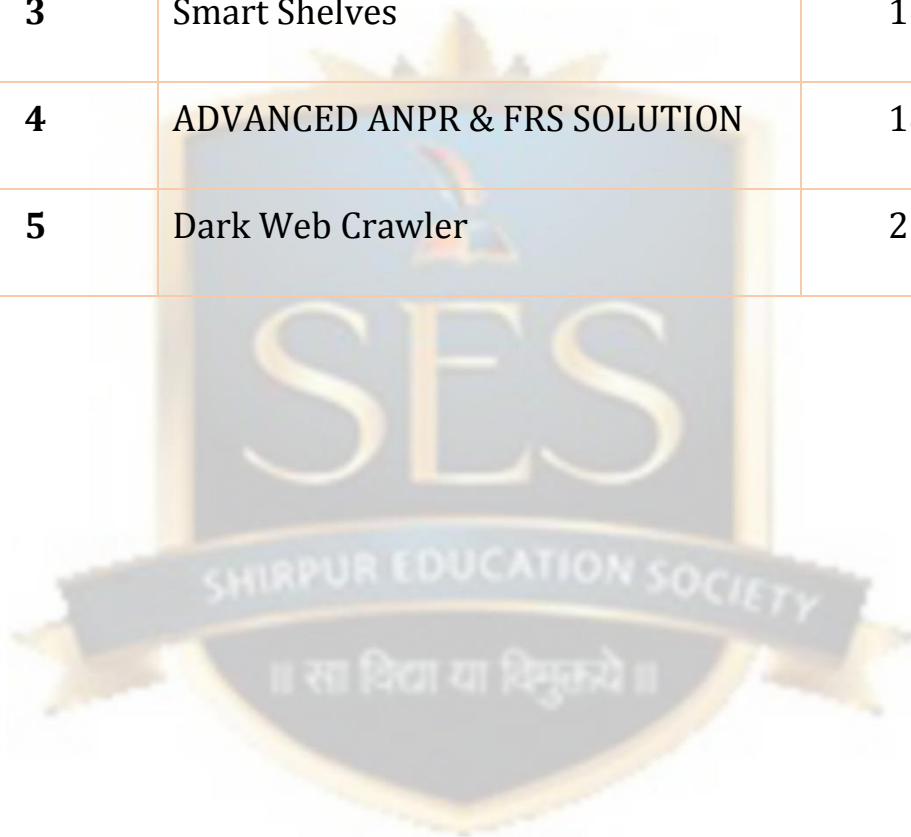 3 Smart Shelves 1
4 ADVANCED ANPR & FRS SOLUTION 1
5 Dark Web Crawler 2
SES
SHIRPUR EDUCATION SOCIETY
॥ सा विद्या या विमुक्तये ॥